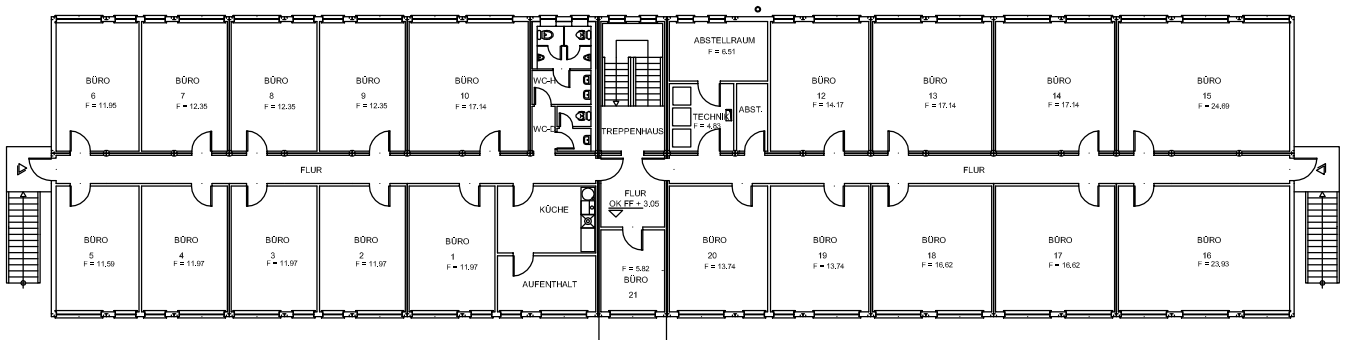 BÜRO
6
F = 11.95
BÜRO
7
F = 12.35
BÜRO
8
F = 12.35
BÜRO
9
F = 12.35
BÜRO
10
F = 17.14
WC-H
WC-D
TREPPENHAUS
ABSTELLRAUM
F = 6.51
TECHNIK
F = 4.83
ABST.
BÜRO
12
F = 14.17
BÜRO
13
F = 17.14
BÜRO
14
F = 17.14
BÜRO
15
F = 24,69
FLUR
FLUR
BÜRO
5
F = 11,59
BÜRO
4
F = 11.97
BÜRO
3
F = 11,97
BÜRO
2
F = 11,97
BÜRO
1
F = 11,97
KÜCHE
AUFENTHALT
FLUR
OK FF + 3.05
F = 5.82
BÜRO
21
BÜRO
20
F = 13.74
BÜRO
19
F = 13.74
BÜRO
18
F = 16,62
BÜRO
17
F = 16,62
BÜRO
16
F = 23,93